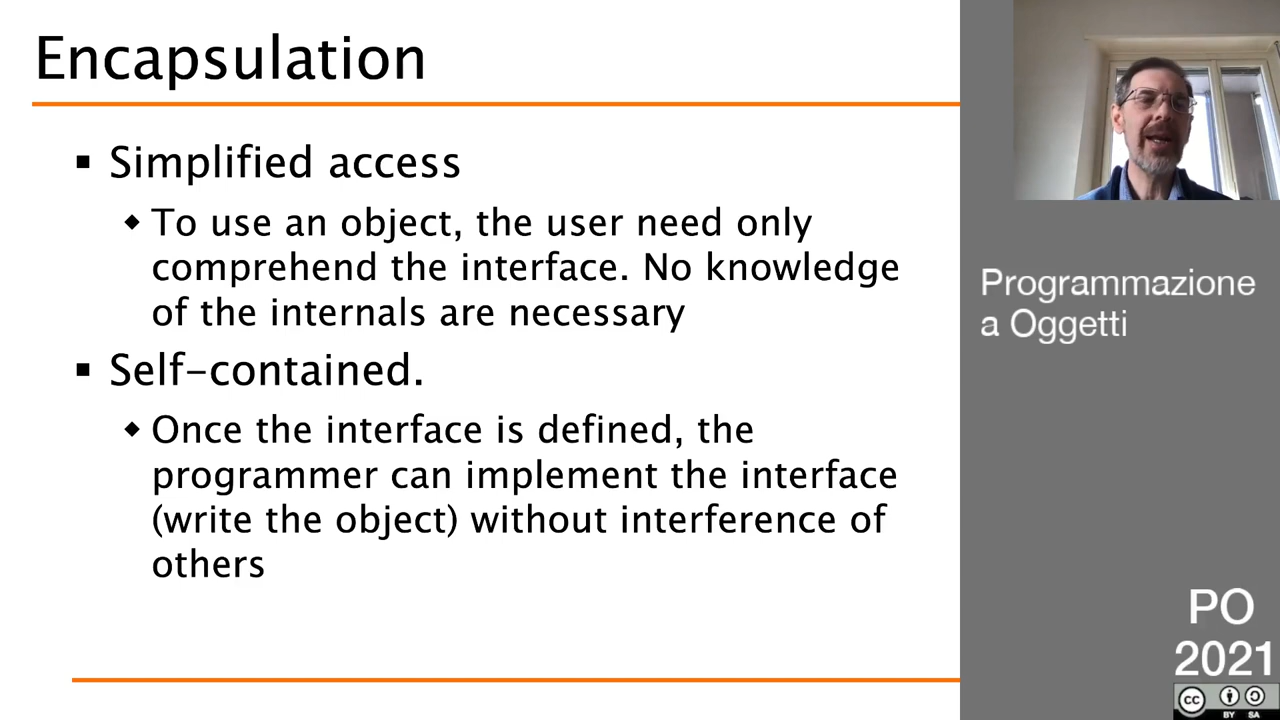 Encapsulation
▪ Simplified access
◆ To use an object, the user need only
comprehend the interface. No knowledge
of the internals are necessary
▪ Self-contained.
◆ Once the interface is defined, the
programmer can implement the interface
(write the object) without interference of
others
Programmazione
a Oggetti
PO
2021
cc
BY SA